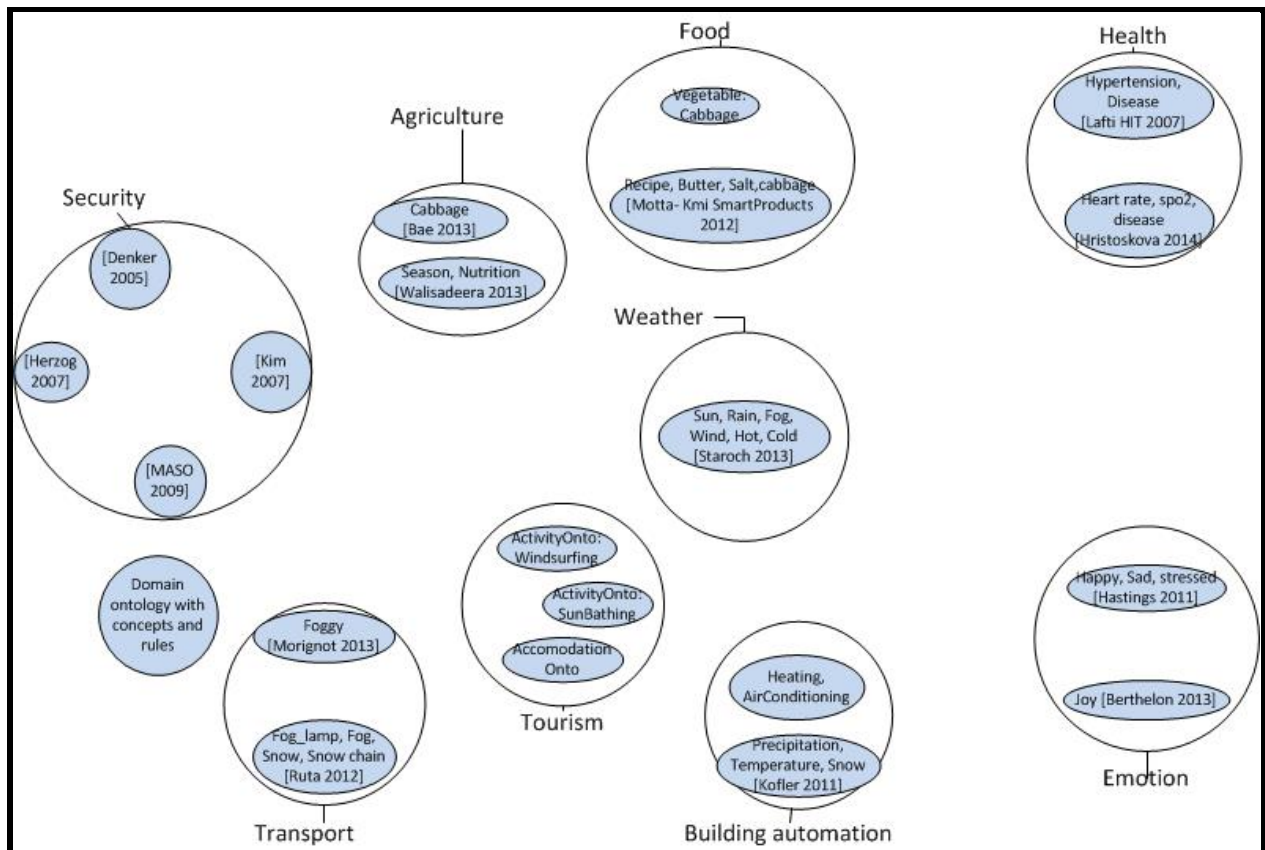 Food
Health
Vegetable:
Cabbage
Hypertension,
Disease
[Lafti HIT 2007]
Agriculture
Recipe, Butter, Salt,cabbage
[Motta- Kmi SmartProducts
2012]
Heart rate, spo2,
disease
[Hristoskova 2014]
Security
Cabbage
[Bae 2013]
Season, Nutrition
[Walisadeera 2013]
[Denker
2005]
Weather
[Herzog
2007]
[Kim
2007]
Sun, Rain, Fog,
Wind, Hot, Cold
[Staroch 2013]
[MASO
2009]
ActivityOnto:
Windsurfing
ActivityOnto:
SunBathing
Accomodation
Onto
Tourism
Happy, Sad, stressed
[Hastings 2011]
Joy [Berthelon 2013]
Emotion
Domain
ontology with
concepts and
rules
Foggy
[Morignot 2013]
Fog_lamp, Fog,
Snow, Snow chain
[Ruta 2012]
Transport
Heating,
AirConditioning
Precipitation,
Temperature, Snow
[Kofler 2011]
Building automation